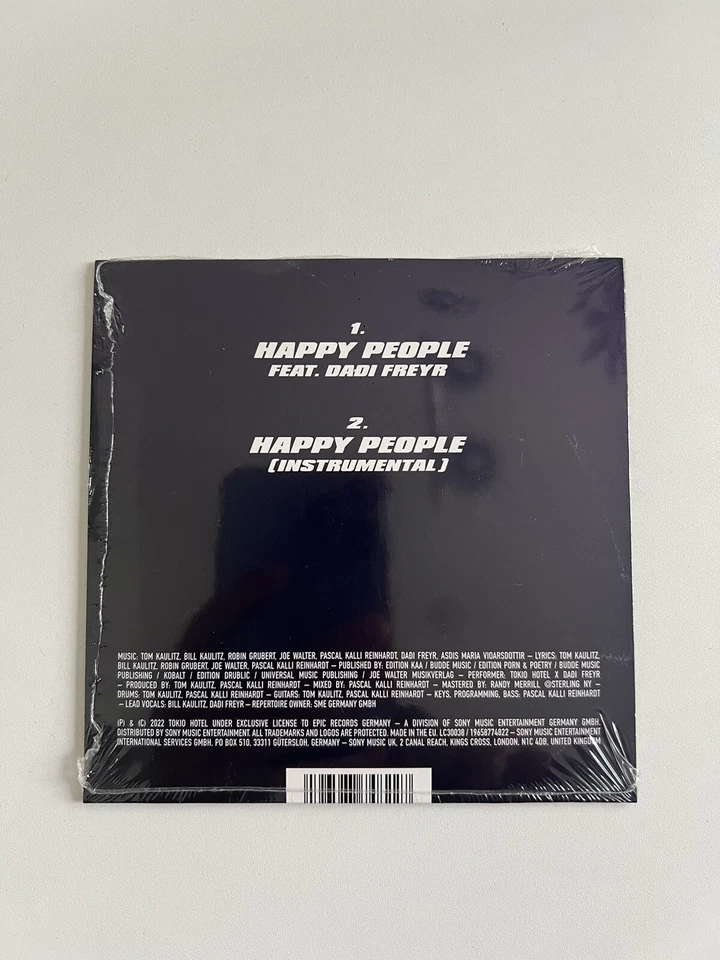 1.
HAPPY PEOPLE
FEAT. DAÐI FREYR
2.
HAPPY PEOPLE
(INSTRUMENTAL)
MUSIC: TOM KAULITZ, BILL KAULITZ, ROBIN GRUBERT, JOE WALTER, PASCAL KALLI REINHARDT, DADI FREYR, ASDIS MARIA VIOARSDOTTIR – LYRICS: TOM KAULITZ,
BILL KAULITZ, ROBIN GRUBERT, JOE WALTER, PASCAL KALLI REINHARDT – PUBLISHED BY: EDITION KAA / BUDDE MUSIC / EDITION PORN & POETRY / BUDDE MUSIC
PUBLISHING / KOBALT / EDITION DRUBLIC / UNIVERSAL MUSIC PUBLISHING / JOE WALTER MUSIKVERLAG – PERFORMER: TOKIO HOTEL X DADI FREYR
– PRODUCED BY: TOM KAULITZ, PASCAL KALLI REINHARDT – MIXED BY: PASCAL KALLI REINHARDT – MASTERED BY: RANDY MERRILL @STERLING NY –
DRUMS: TOM KAULITZ, PASCAL KALLI REINHARDT – GUITARS: TOM KAULITZ, PASCAL KALLI REINHARDT – KEYS, PROGRAMMING, BASS: PASCAL KALLI REINHARDT
– LEAD VOCALS: BILL KAULITZ, DADI FREYR – REPERTOIRE OWNER: SME GERMANY GMBH
(P) & (C) 2022 TOKIO HOTEL UNDER EXCLUSIVE LICENSE TO EPIC RECORDS GERMANY – A DIVISION OF SONY MUSIC ENTERTAINMENT GERMANY GMBH.
DISTRIBUTED BY SONY MUSIC ENTERTAINMENT. ALL TRADEMARKS AND LOGOS ARE PROTECTED. MADE IN THE EU. LC30038 / 19658774822 – SONY MUSIC ENTERTAINMENT
INTERNATIONAL SERVICES GMBH, PO BOX 510, 33311 GÜTERSLOH, GERMANY – SONY MUSIC UK, 2 CANAL REACH, KINGS CROSS, LONDON, N1C 4DB, UNITED KINGDOM